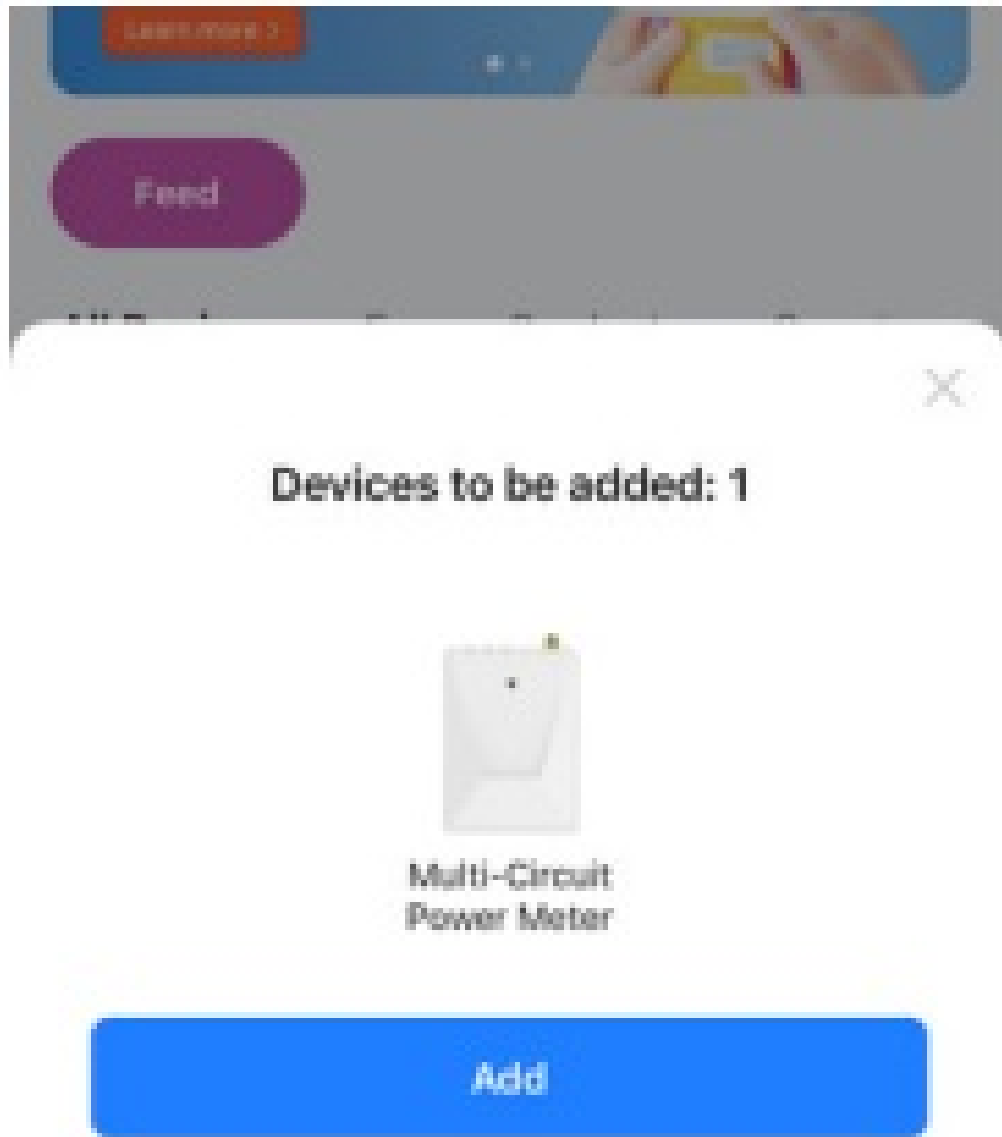 Learn more >
Feed
Devices to be added: 1
Multi-Circuit
Power Meter
Add